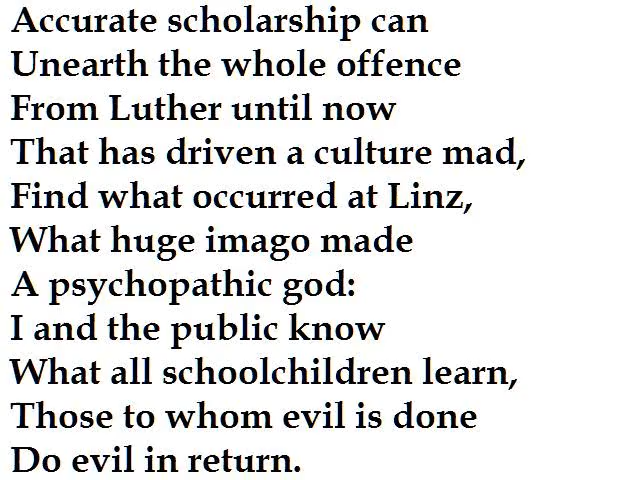 Accurate scholarship can
Unearth the whole offence
From Luther until now
That has driven a culture mad,
Find what occurred at Linz,
What huge imago made
A psychopathic god:
I and the public know
What all schoolchildren learn,
Those to whom evil is done
Do evil in return.